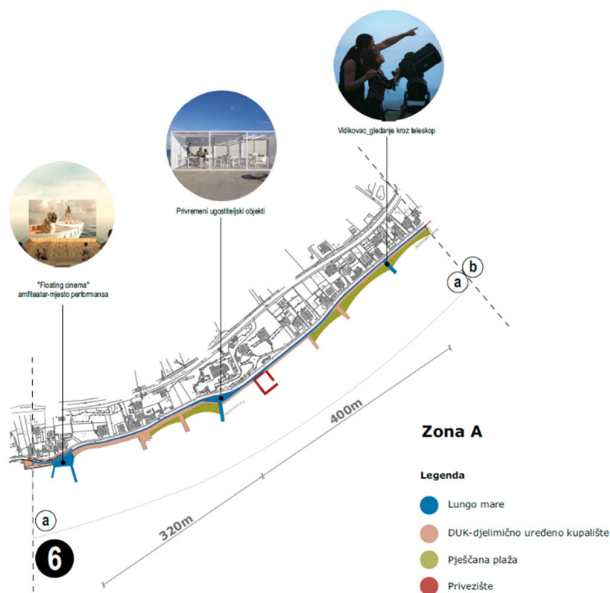 Vidikovac_gledanje kroz teleskop
Privremeni ugostiteljski objekti
"Floating cinema"
amfiteatar-mjesto performansa
b
a
400m
Zona A
Legenda
Lungo mare
a
DUK-djelimično uređeno kupalište
320m
6
Pješčana plaža
Privezište